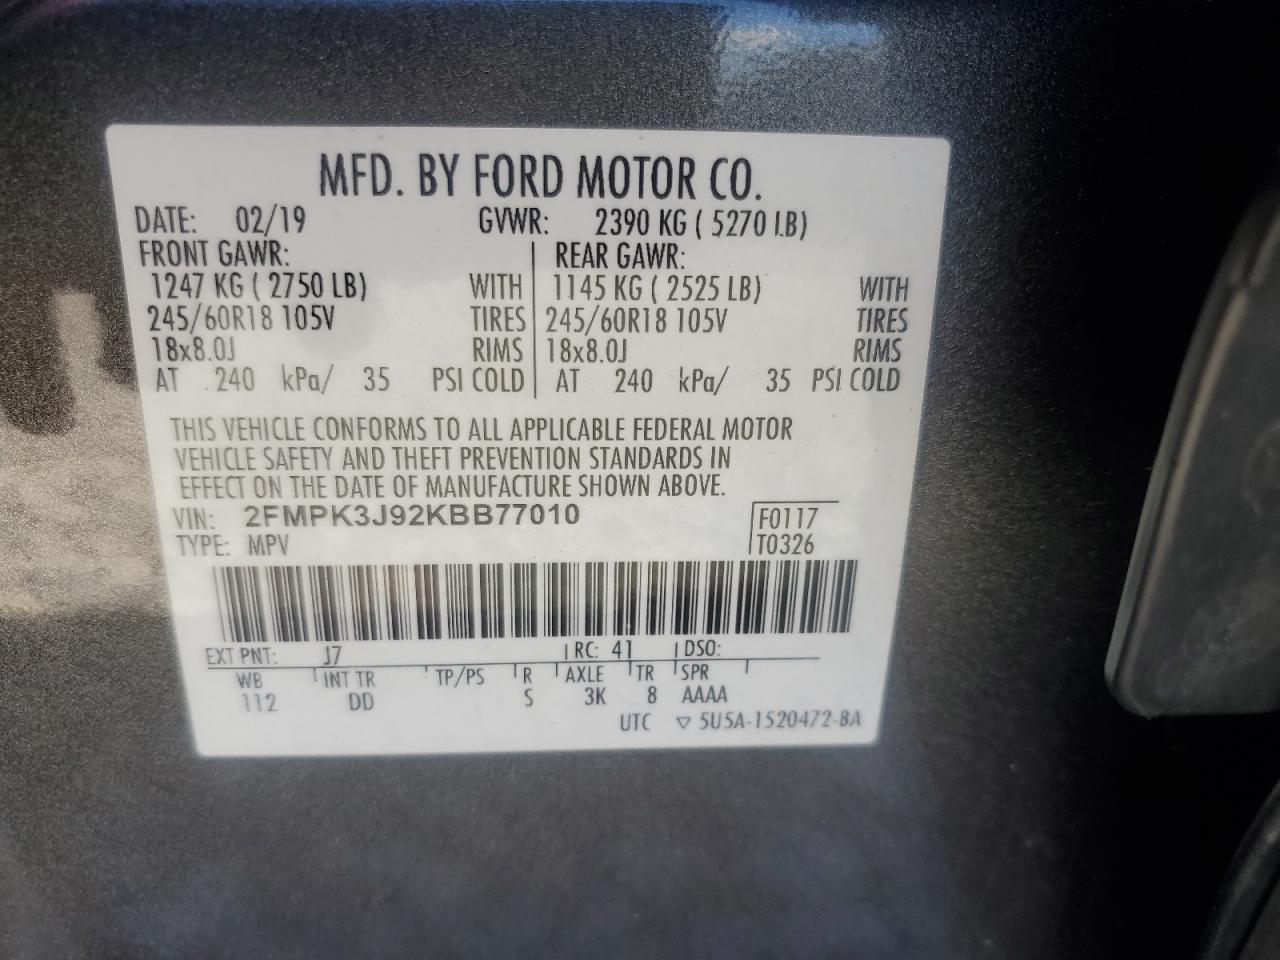 MFD. BY FORD MOTOR CO.
DATE: 02/19 GVWR: 2390 KG ( 5270 LB)
FRONT GAWR: REAR GAWR:
1247 KG ( 2750 LB) WITH 1145 KG ( 2525 LB) WITH
245/60R18 105V TIRES 245/60R18 105V TIRES
18x8.0J RIMS 18x8.0J RIMS
AT 240 kPa/ 35 PSI COLD AT 240 kPa/ 35 PSI COLD
THIS VEHICLE CONFORMS TO ALL APPLICABLE FEDERAL MOTOR
VEHICLE SAFETY AND THEFT PREVENTION STANDARDS IN
EFFECT ON THE DATE OF MANUFACTURE SHOWN ABOVE.
VIN: 2FMPK3J92KBB77010 F0117
TYPE: MPV T0326
EXT PNT: J7 RC: 41 DSO:
WB INT TR TP/PS R AXLE TR SPR
112 DD S 3K 8 AAAA
UTC ▽ 5U5A-1520472-BA